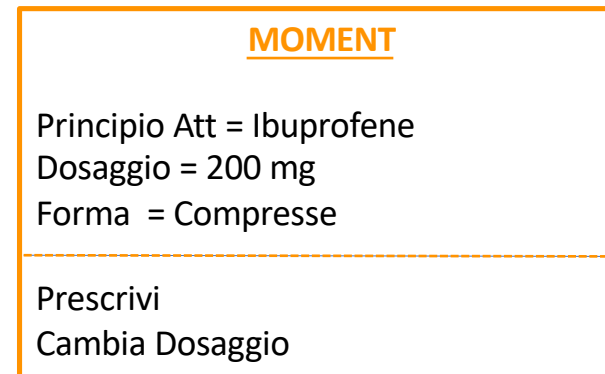 MOMENT
Principio Att = Ibuprofene
Dosaggio = 200 mg
Forma = Compresse
Prescrivi
Cambia Dosaggio